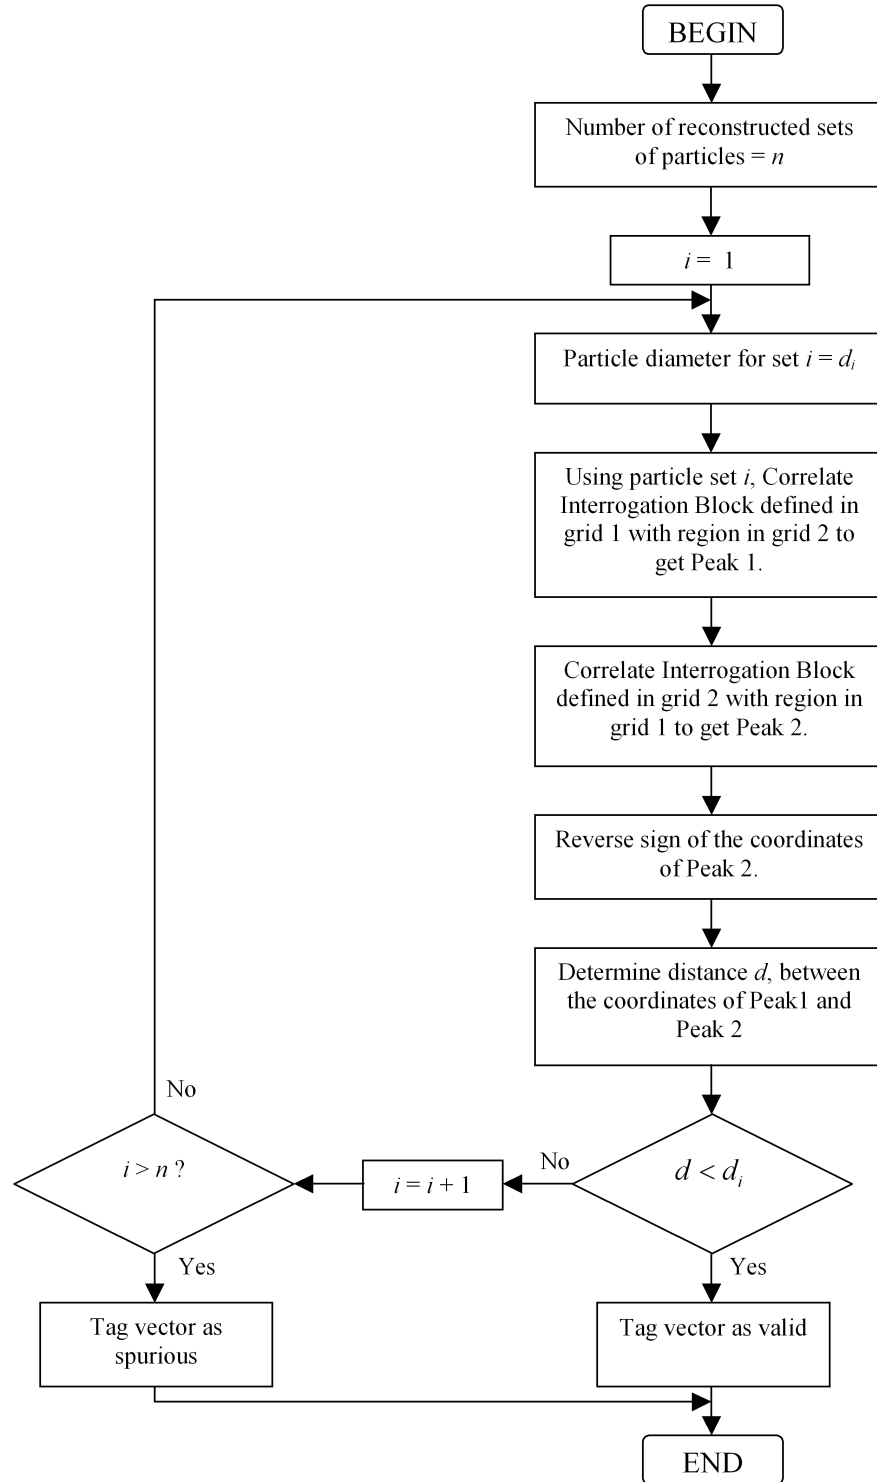 BEGIN
Number of reconstructed sets
of particles = n
i = 1
Particle diameter for set i = dᵢ
Using particle set i, Correlate
Interrogation Block defined in
grid 1 with region in grid 2 to
get Peak 1.
Correlate Interrogation Block
defined in grid 2 with region in
grid 1 to get Peak 2.
Reverse sign of the coordinates
of Peak 2.
Determine distance d, between
the coordinates of Peak1 and
Peak 2
No
i > n ?
No
i = i + 1
d < dᵢ
Yes
Yes
Tag vector as
spurious
Tag vector as valid
END